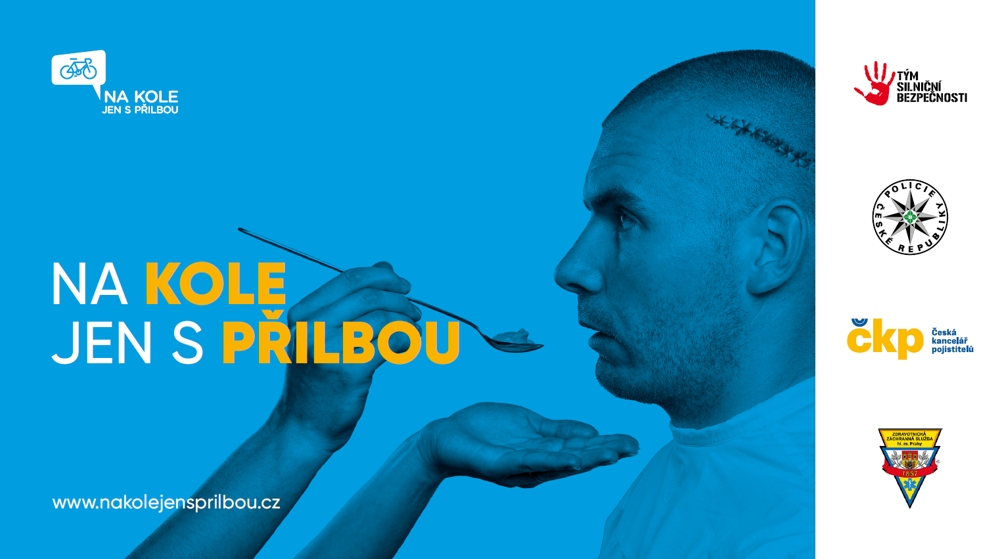 NA KOLE
JEN S PŘILBOU
NA KOLE
JEN S PŘILBOU
www.nakolejensprilbou.cz
TÝM
SILNIČNÍ
BEZPEČNOSTI
POLICIE
ČESKÉ REPUBLIKY
čkp
Česká
kancelář
pojistitelů
ZDRAVOTNICKÁ
ZÁCHRANNÁ SLUŽBA
hl. m. Prahy
1857
®